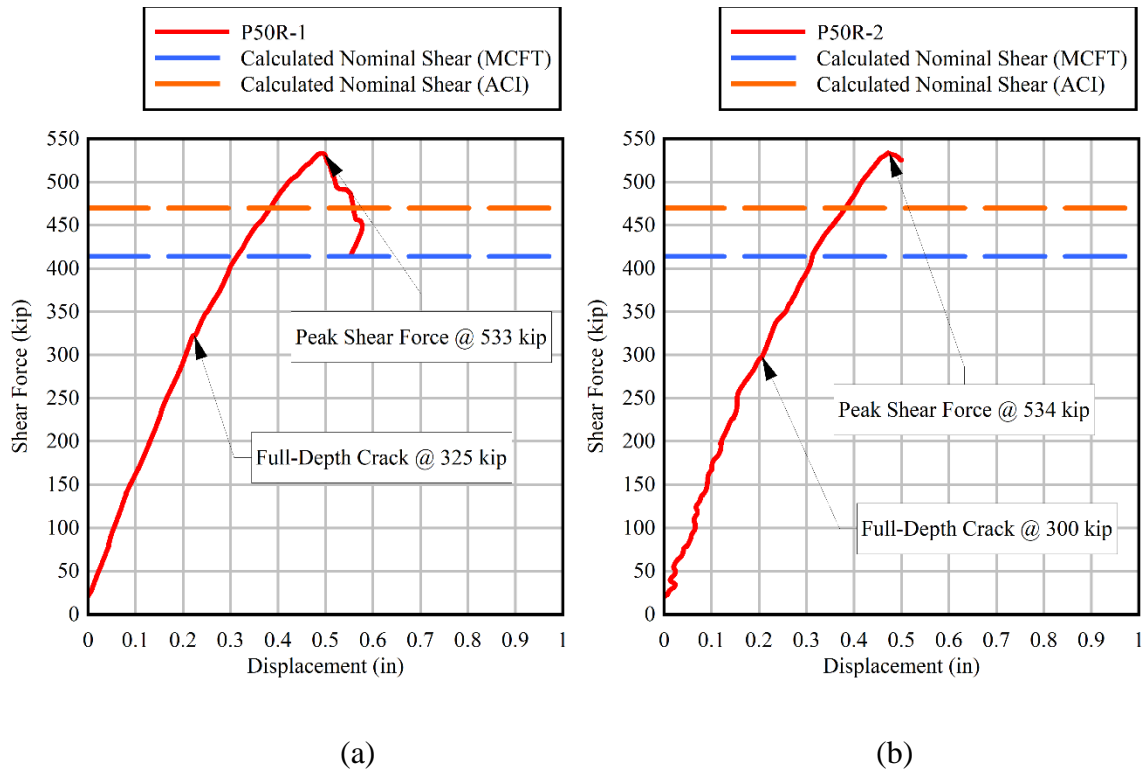 P50R-1
Calculated Nominal Shear (MCFT)
Calculated Nominal Shear (ACI)
550
500
450
400
350
300
250
200
150
100
50
0
Shear Force (kip)
Peak Shear Force @ 533 kip
Full-Depth Crack @ 325 kip
0 0.1 0.2 0.3 0.4 0.5 0.6 0.7 0.8 0.9 1
Displacement (in)
(a)
P50R-2
Calculated Nominal Shear (MCFT)
Calculated Nominal Shear (ACI)
550
500
450
400
350
300
250
200
150
100
50
0
Shear Force (kip)
Peak Shear Force @ 534 kip
Full-Depth Crack @ 300 kip
0 0.1 0.2 0.3 0.4 0.5 0.6 0.7 0.8 0.9 1
Displacement (in)
(b)